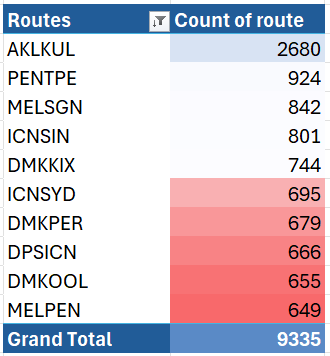 Routes Count of route
AKLKUL 2680
PENTPE 924
MELSGN 842
ICNSIN 801
DMKKIX 744
ICNSYD 695
DMKPER 679
DPSICN 666
DMKOOL 655
MELPEN 649
Grand Total 9335